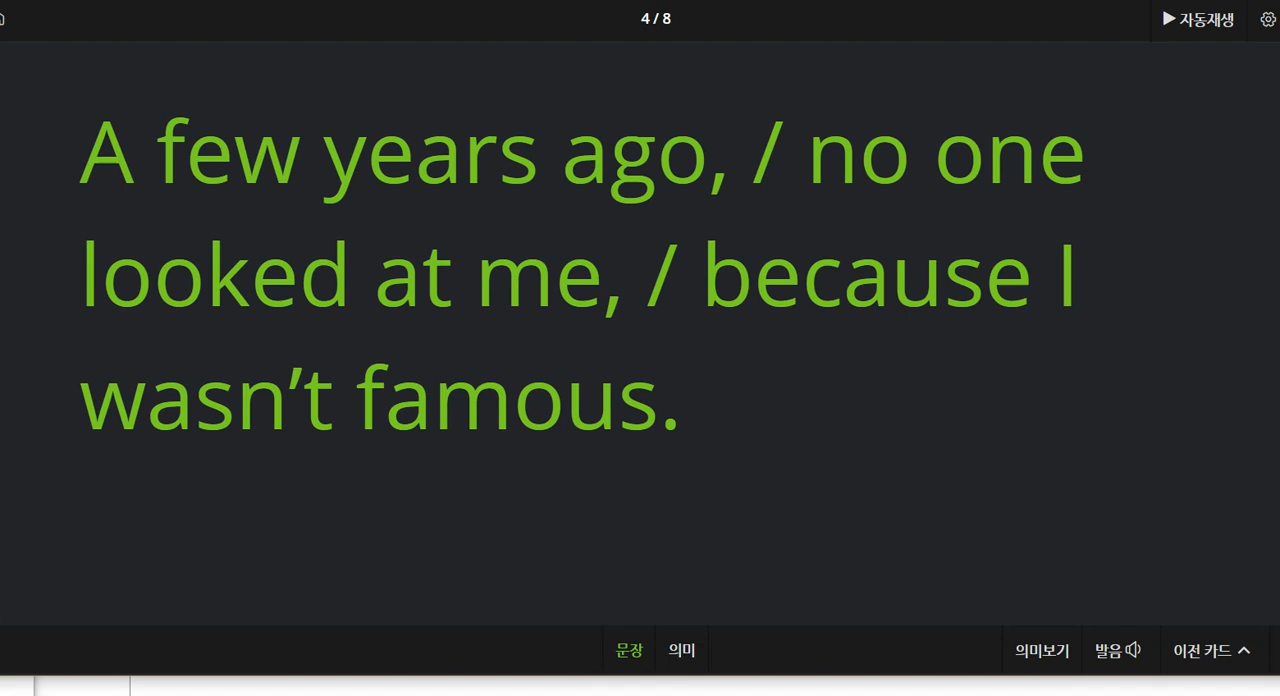 4 / 8
▶ 자동재생
A few years ago, / no one
looked at me, / because I
wasn’t famous.
문장 의미 의미보기 발음 이전 카드